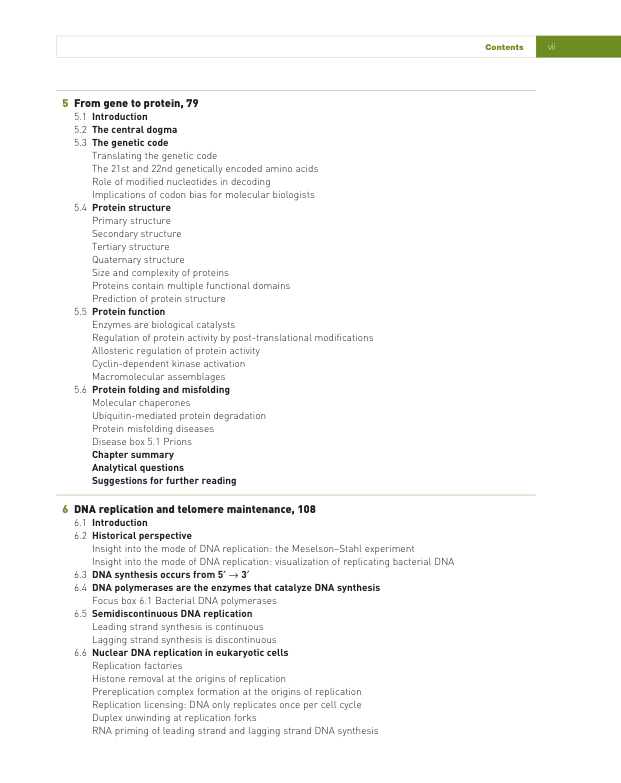 Contents vii
5 From gene to protein, 79
5.1 Introduction
5.2 The central dogma
5.3 The genetic code
Translating the genetic code
The 21st and 22nd genetically encoded amino acids
Role of modified nucleotides in decoding
Implications of codon bias for molecular biologists
5.4 Protein structure
Primary structure
Secondary structure
Tertiary structure
Quaternary structure
Size and complexity of proteins
Proteins contain multiple functional domains
Prediction of protein structure
5.5 Protein function
Enzymes are biological catalysts
Regulation of protein activity by post-translational modifications
Allosteric regulation of protein activity
Cyclin-dependent kinase activation
Macromolecular assemblages
5.6 Protein folding and misfolding
Molecular chaperones
Ubiquitin-mediated protein degradation
Protein misfolding diseases
Disease box 5.1 Prions
Chapter summary
Analytical questions
Suggestions for further reading
6 DNA replication and telomere maintenance, 108
6.1 Introduction
6.2 Historical perspective
Insight into the mode of DNA replication: the Meselson–Stahl experiment
Insight into the mode of DNA replication: visualization of replicating bacterial DNA
6.3 DNA synthesis occurs from 5′ → 3′
6.4 DNA polymerases are the enzymes that catalyze DNA synthesis
Focus box 6.1 Bacterial DNA polymerases
6.5 Semidiscontinuous DNA replication
Leading strand synthesis is continuous
Lagging strand synthesis is discontinuous
6.6 Nuclear DNA replication in eukaryotic cells
Replication factories
Histone removal at the origins of replication
Prereplication complex formation at the origins of replication
Replication licensing: DNA only replicates once per cell cycle
Duplex unwinding at replication forks
RNA priming of leading strand and lagging strand DNA synthesis